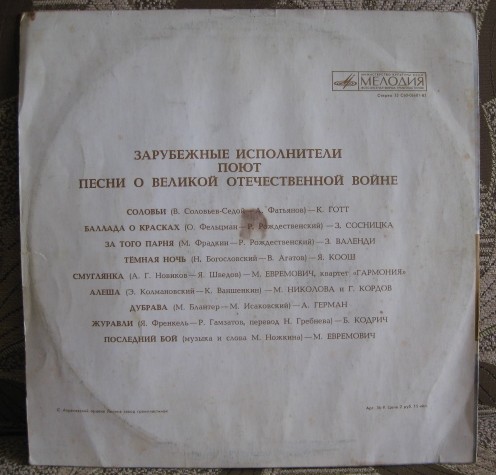 МЕЛОДИЯ
ЗАРУБЕЖНЫЕ ИСПОЛНИТЕЛИ
ПОЮТ
ПЕСНИ О ВЕЛИКОЙ ОТЕЧЕСТВЕННОЙ ВОЙНЕ
СОЛОВЬИ (В. Соловьев-Седой—А. Фатьянов)—К. ГОТТ
БАЛЛАДА О КРАСКАХ (О. Фельцман—Р. Рождественский)—З. СОСНИЦКА
ЗА ТОГО ПАРНЯ (М. Фрадкин—Р. Рождественский)—З. ВАЛЕНДИ
ТЕМНАЯ НОЧЬ (Н. Богословский—В. Агатов)—Я. КООШ
СМУГЛЯНКА (А. Г. Новиков—Я. Шведов)—М. ЕВРЕМОВИЧ, квартет «ГАРМОНИЯ»
АЛЕША (Э. Колмановский—К. Ваншенкин)—М. НИКОЛОВА и Г. КОРДОВ
ДУБРАВА (М. Блантер—М. Исаковский)—А. ГЕРМАН
ЖУРАВЛИ (Я. Френкель—Р. Гамзатов, перевод Н. Гребнева)—Б. КОДРИЧ
ПОСЛЕДНИЙ БОЙ (музыка и слова М. Ножкина)—М. ЕВРЕМОВИЧ